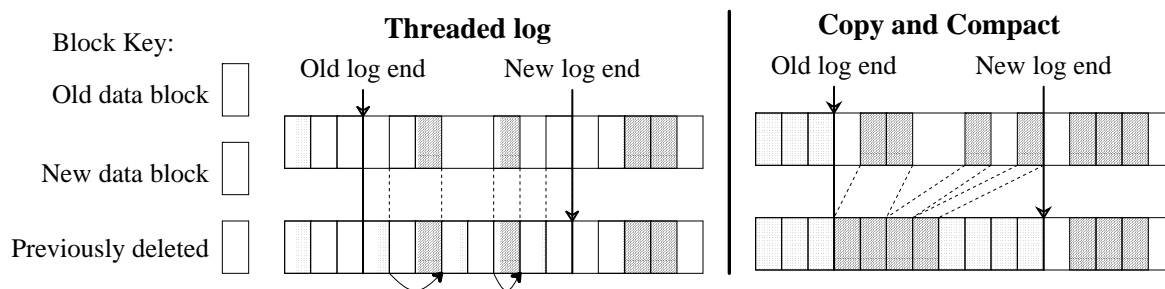 Block Key:
Old data block
New data block
Previously deleted
Threaded log
Old log end
New log end
Copy and Compact
Old log end
New log end